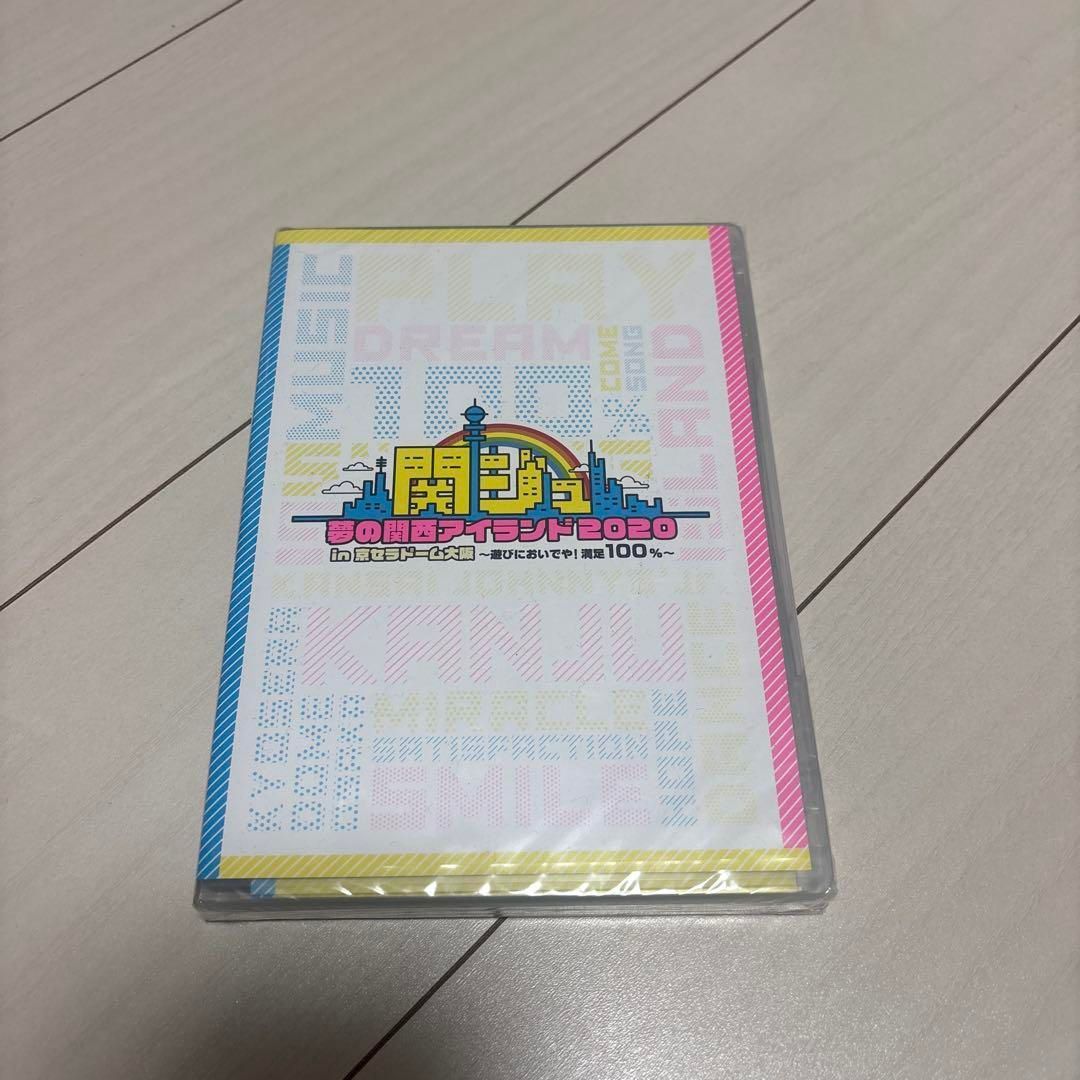 PLAY
MUSIC
DREAM
COME
SONG
100
%
ISLAND
関ジュ
夢の関西アイランド2020
in 京セラドーム大阪 ～遊びにおいでや！満足100%～
KANSAI JOHNNYS' Jr
KANJU
KYOSERA
DOME
MIRACLE
SATISFACTION
SMILE
DANCE